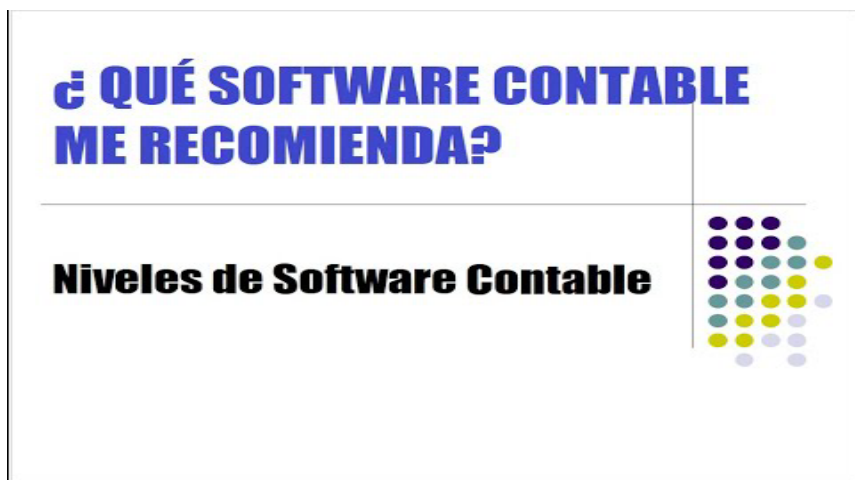 ¿ QUÉ SOFTWARE CONTABLE
ME RECOMIENDA?
Niveles de Software Contable